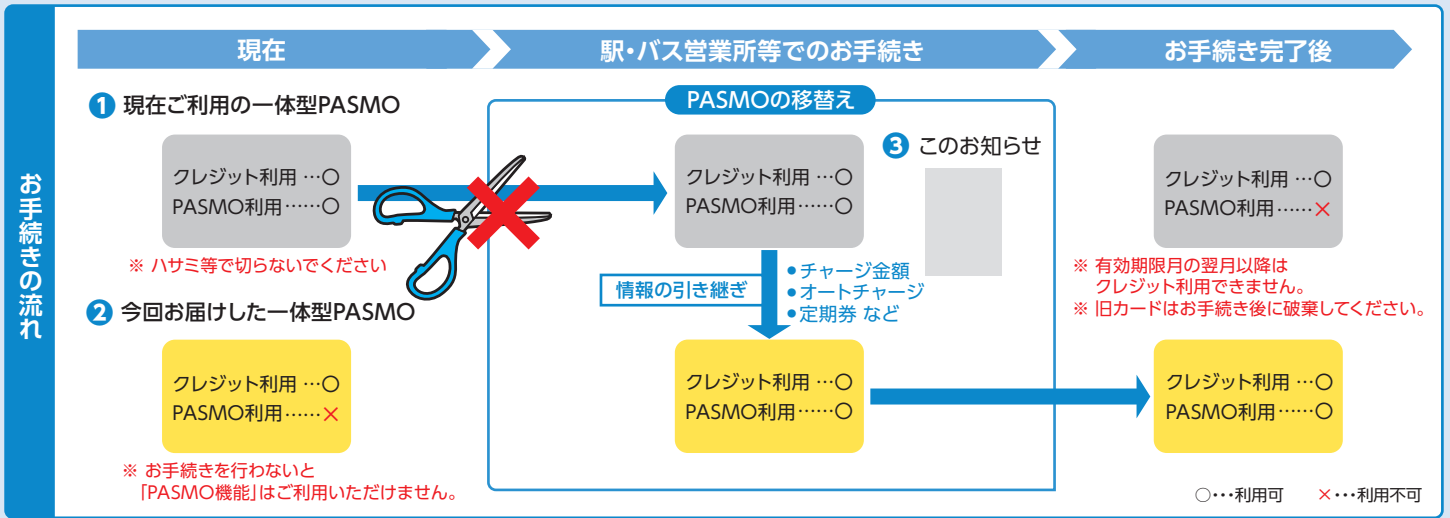 お手続きの流れ
現在
駅・バス営業所等でのお手続き
お手続き完了後
❶ 現在ご利用の一体型PASMO
クレジット利用 …○
PASMO利用……○
※ ハサミ等で切らないでください
❷ 今回お届けした一体型PASMO
クレジット利用 …○
PASMO利用……×
※ お手続きを行わないと
「PASMO機能」はご利用いただけません。
PASMOの移替え
クレジット利用 …○
PASMO利用……○
❸ このお知らせ
情報の引き継ぎ
●チャージ金額
●オートチャージ
●定期券 など
クレジット利用 …○
PASMO利用……○
クレジット利用 …○
PASMO利用……×
※ 有効期限月の翌月以降は
クレジット利用できません。
※ 旧カードはお手続き後に破棄してください。
クレジット利用 …○
PASMO利用……○
○…利用可 ×…利用不可